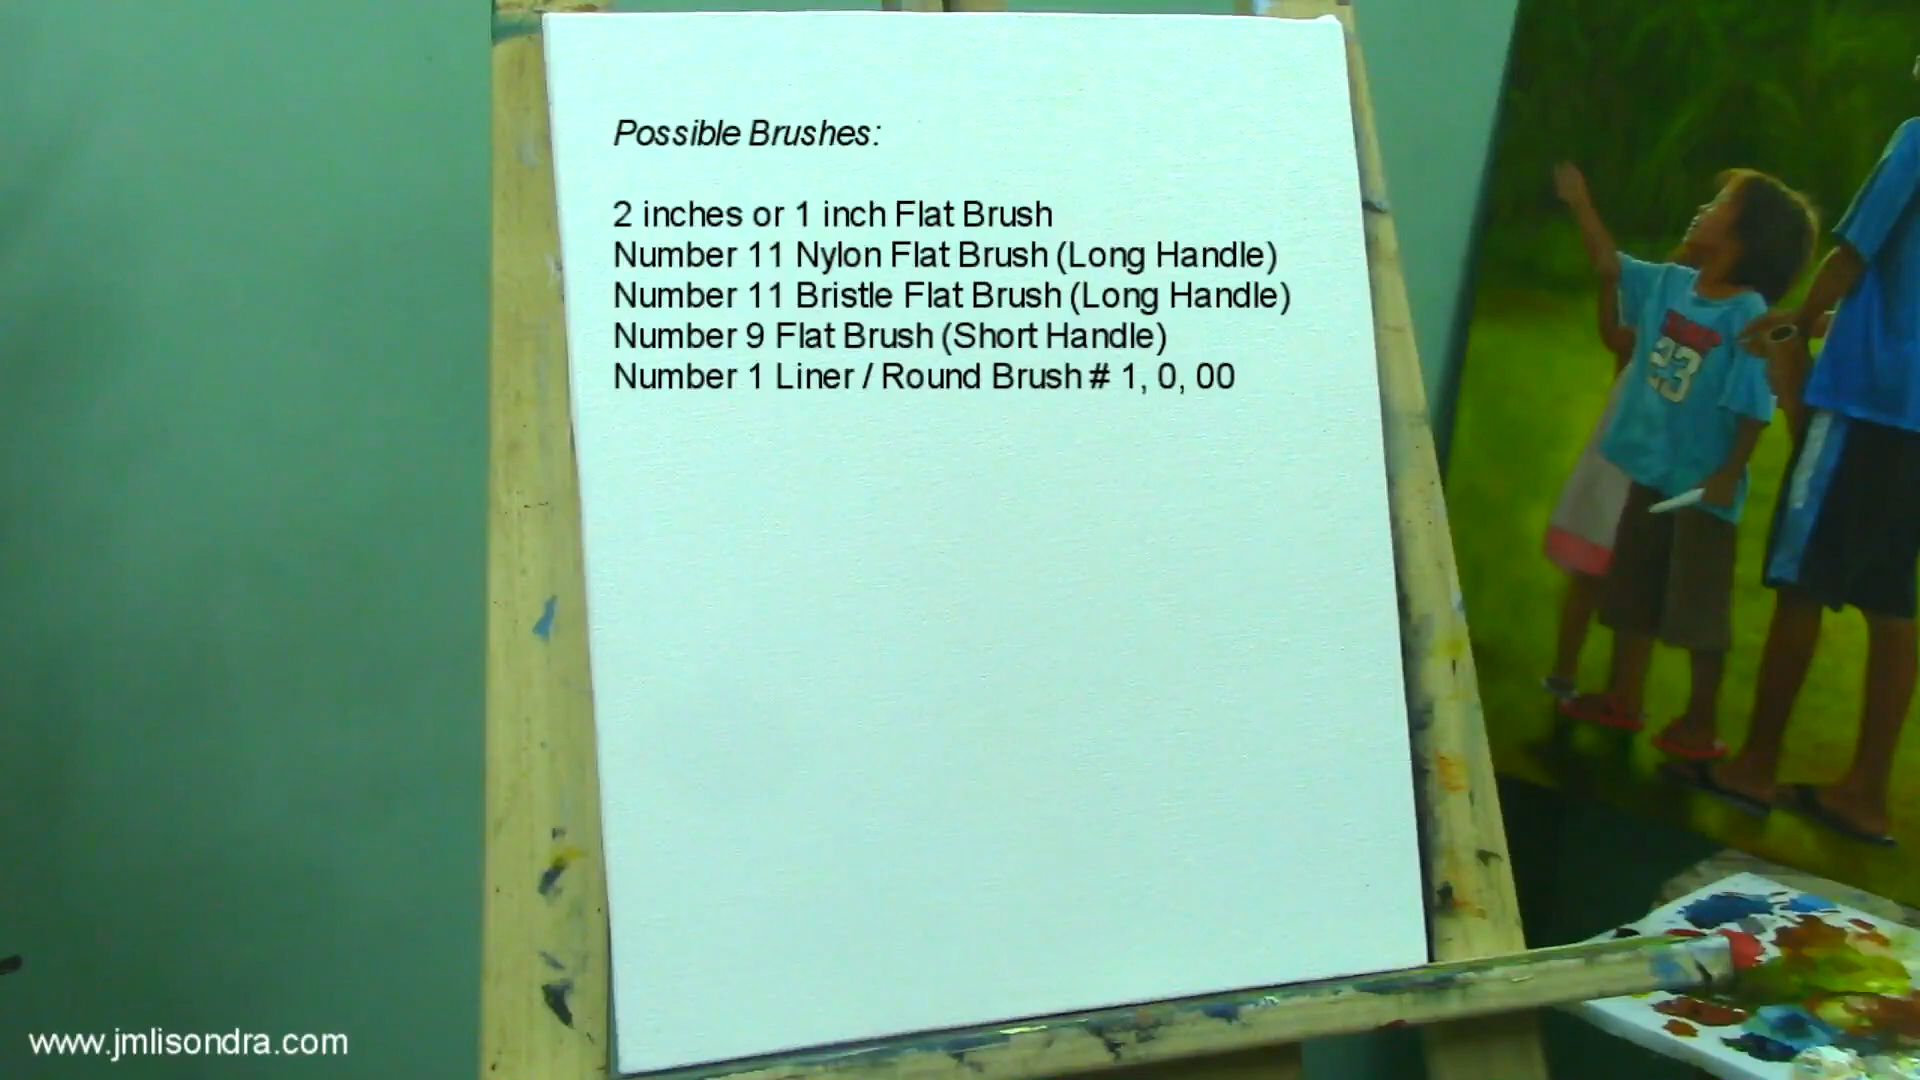 Possible Brushes:
2 inches or 1 inch Flat Brush
Number 11 Nylon Flat Brush (Long Handle)
Number 11 Bristle Flat Brush (Long Handle)
Number 9 Flat Brush (Short Handle)
Number 1 Liner / Round Brush # 1, 0, 00
23
www.jmlisondra.com